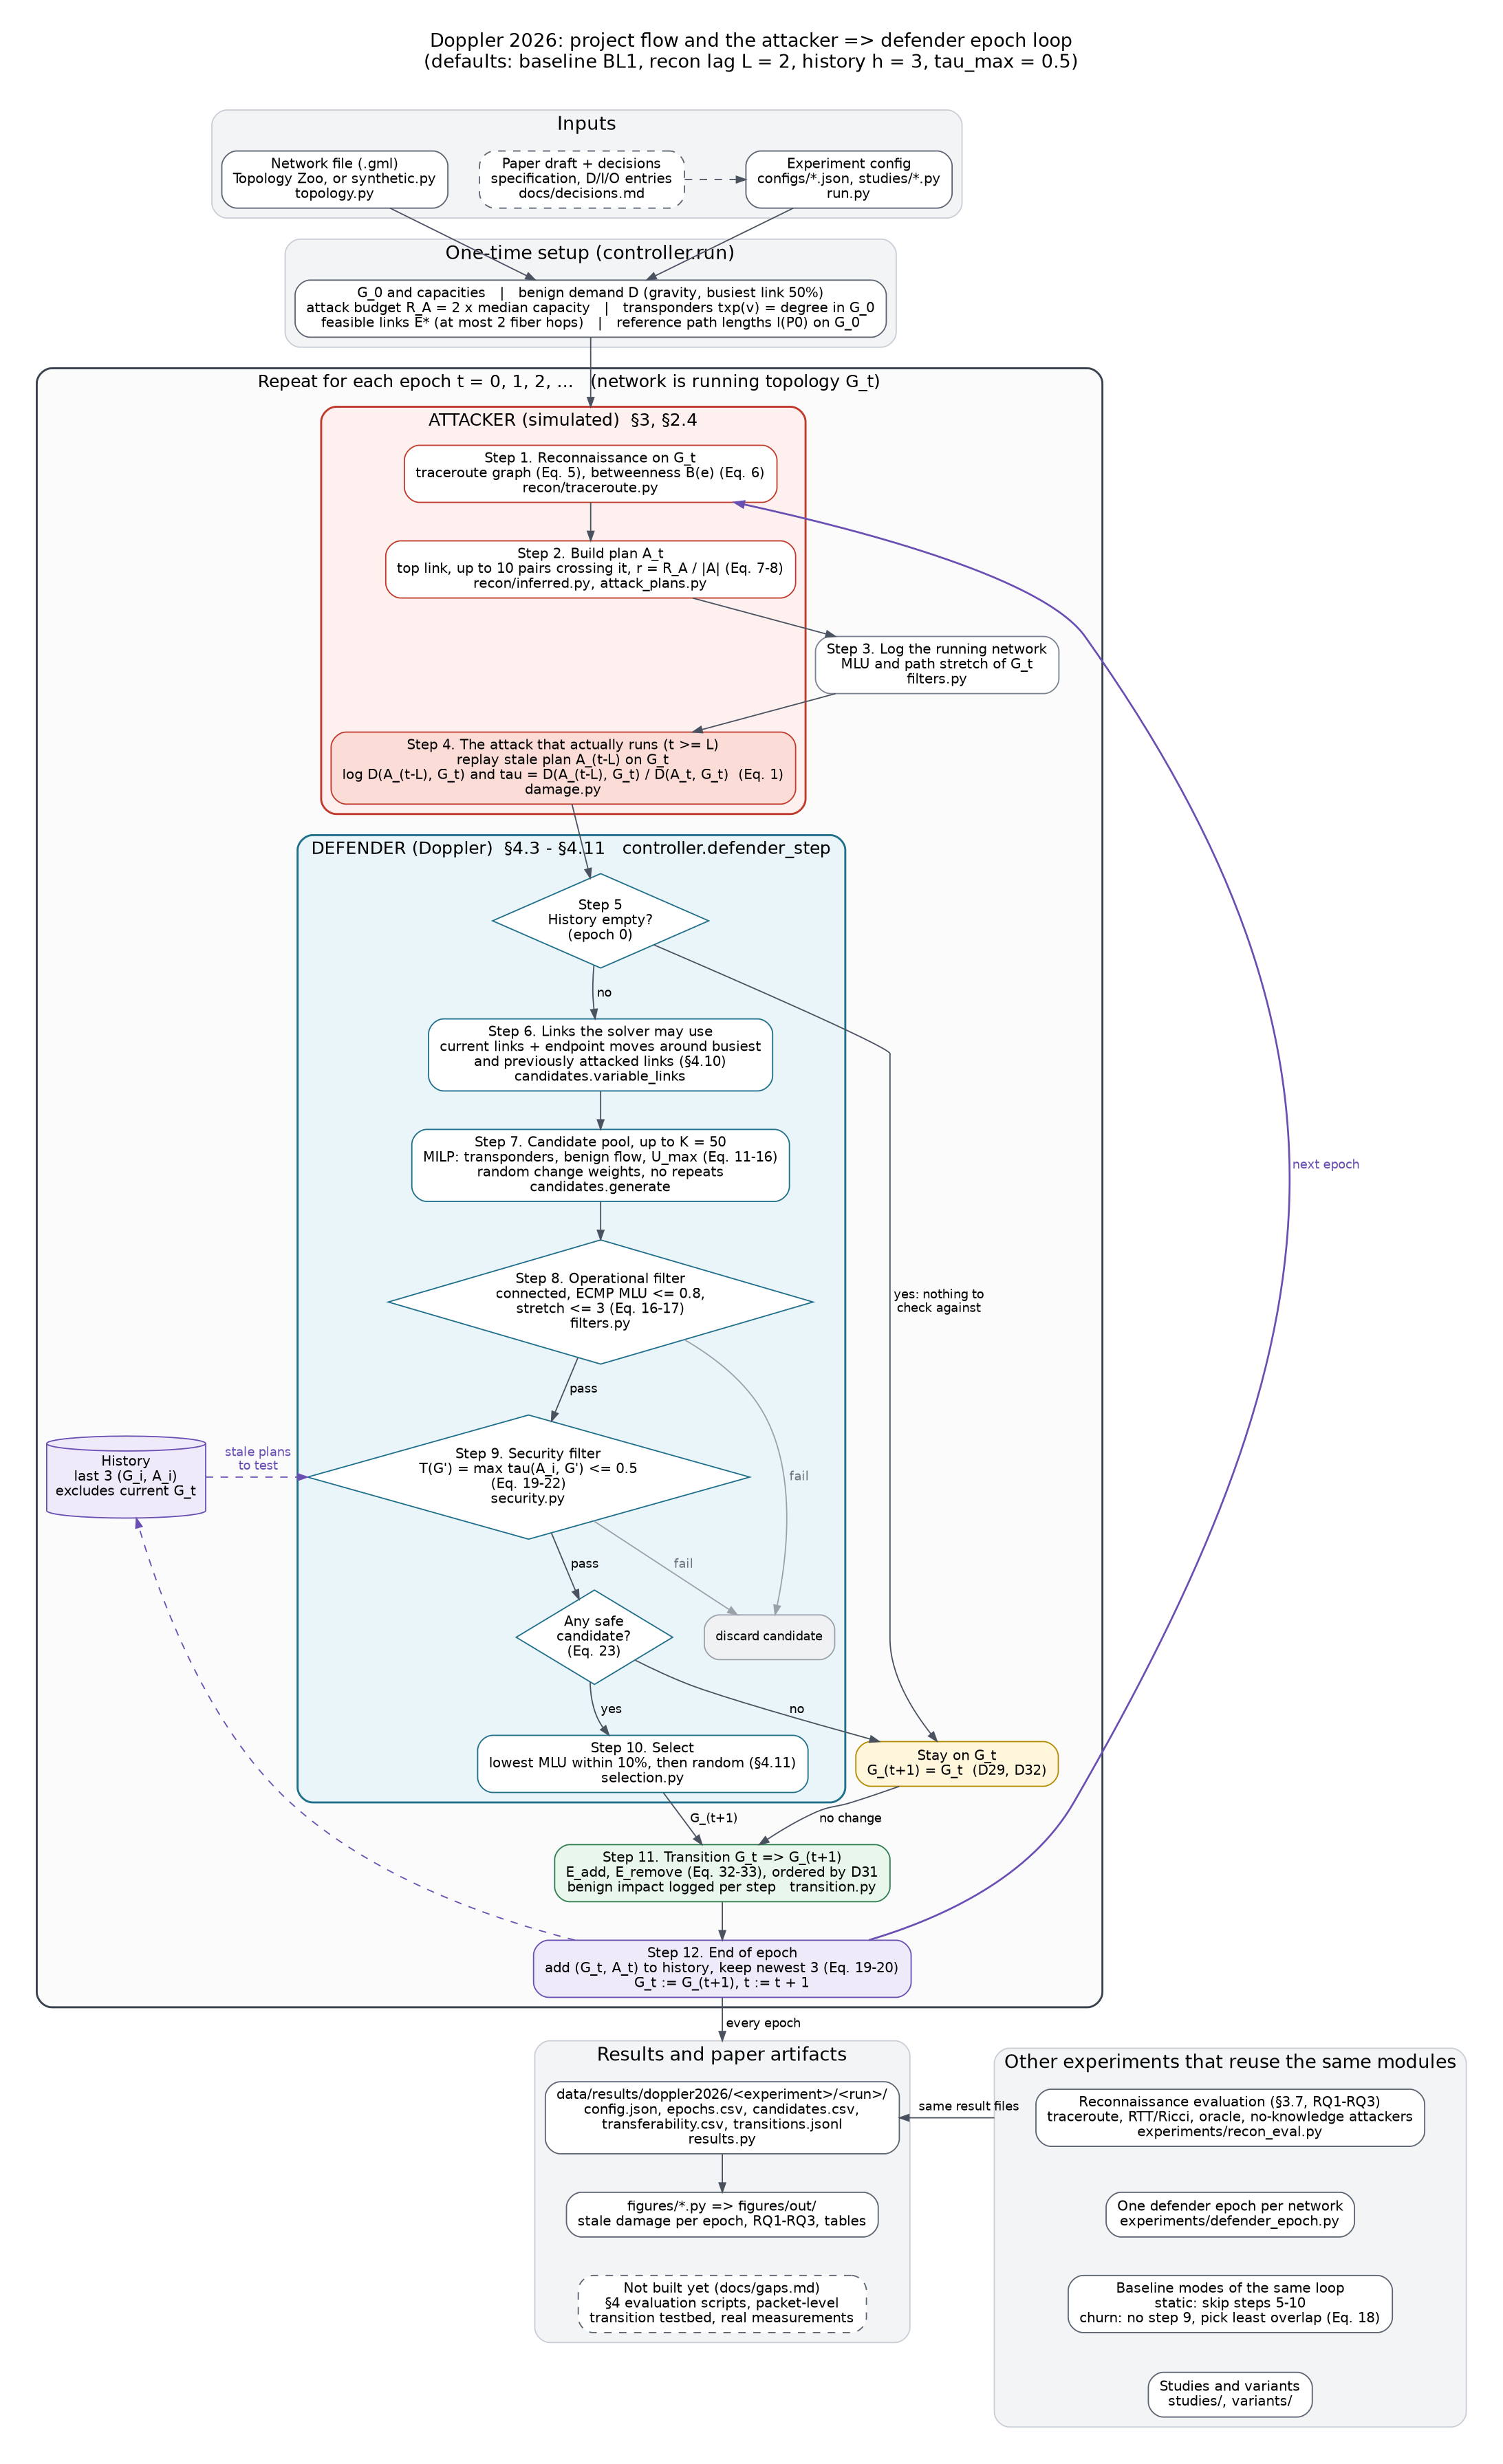 Doppler 2026: project flow and the attacker => defender epoch loop
(defaults: baseline BL1, recon lag L = 2, history h = 3, tau_max = 0.5)
Inputs
Network file (.gml)
Topology Zoo, or synthetic.py
topology.py
Paper draft + decisions
specification, D/I/O entries
docs/decisions.md
Experiment config
configs/*.json, studies/*.py
run.py
One-time setup (controller.run)
G_0 and capacities | benign demand D (gravity, busiest link 50%)
attack budget R_A = 2 x median capacity | transponders txp(v) = degree in G_0
feasible links E* (at most 2 fiber hops) | reference path lengths l(P0) on G_0
Repeat for each epoch t = 0, 1, 2, ... (network is running topology G_t)
ATTACKER (simulated) §3, §2.4
Step 1. Reconnaissance on G_t
traceroute graph (Eq. 5), betweenness B(e) (Eq. 6)
recon/traceroute.py
Step 2. Build plan A_t
top link, up to 10 pairs crossing it, r = R_A / |A| (Eq. 7-8)
recon/inferred.py, attack_plans.py
Step 3. Log the running network
MLU and path stretch of G_t
filters.py
Step 4. The attack that actually runs (t >= L)
replay stale plan A_(t-L) on G_t
log D(A_(t-L), G_t) and tau = D(A_(t-L), G_t) / D(A_t, G_t) (Eq. 1)
damage.py
DEFENDER (Doppler) §4.3 - §4.11 controller.defender_step
Step 5
History empty?
(epoch 0)
no
Step 6. Links the solver may use
current links + endpoint moves around busiest
and previously attacked links (§4.10)
candidates.variable_links
Step 7. Candidate pool, up to K = 50
MILP: transponders, benign flow, U_max (Eq. 11-16)
random change weights, no repeats
candidates.generate
next epoch
Step 8. Operational filter
connected, ECMP MLU <= 0.8,
stretch <= 3 (Eq. 16-17)
filters.py
yes: nothing to
check against
pass
History
last 3 (G_i, A_i)
excludes current G_t
stale plans
to test
Step 9. Security filter
T(G') = max tau(A_i, G') <= 0.5
(Eq. 19-22)
security.py
fail
pass
fail
Any safe
candidate?
(Eq. 23)
discard candidate
yes
no
Step 10. Select
lowest MLU within 10%, then random (§4.11)
selection.py
Stay on G_t
G_(t+1) = G_t (D29, D32)
G_(t+1)
no change
Step 11. Transition G_t => G_(t+1)
E_add, E_remove (Eq. 32-33), ordered by D31
benign impact logged per step transition.py
Step 12. End of epoch
add (G_t, A_t) to history, keep newest 3 (Eq. 19-20)
G_t := G_(t+1), t := t + 1
every epoch
Results and paper artifacts
data/results/doppler2026/<experiment>/<run>/
config.json, epochs.csv, candidates.csv,
transferability.csv, transitions.jsonl
results.py
same result files
figures/*.py => figures/out/
stale damage per epoch, RQ1-RQ3, tables
Not built yet (docs/gaps.md)
§4 evaluation scripts, packet-level
transition testbed, real measurements
Other experiments that reuse the same modules
Reconnaissance evaluation (§3.7, RQ1-RQ3)
traceroute, RTT/Ricci, oracle, no-knowledge attackers
experiments/recon_eval.py
One defender epoch per network
experiments/defender_epoch.py
Baseline modes of the same loop
static: skip steps 5-10
churn: no step 9, pick least overlap (Eq. 18)
Studies and variants
studies/, variants/